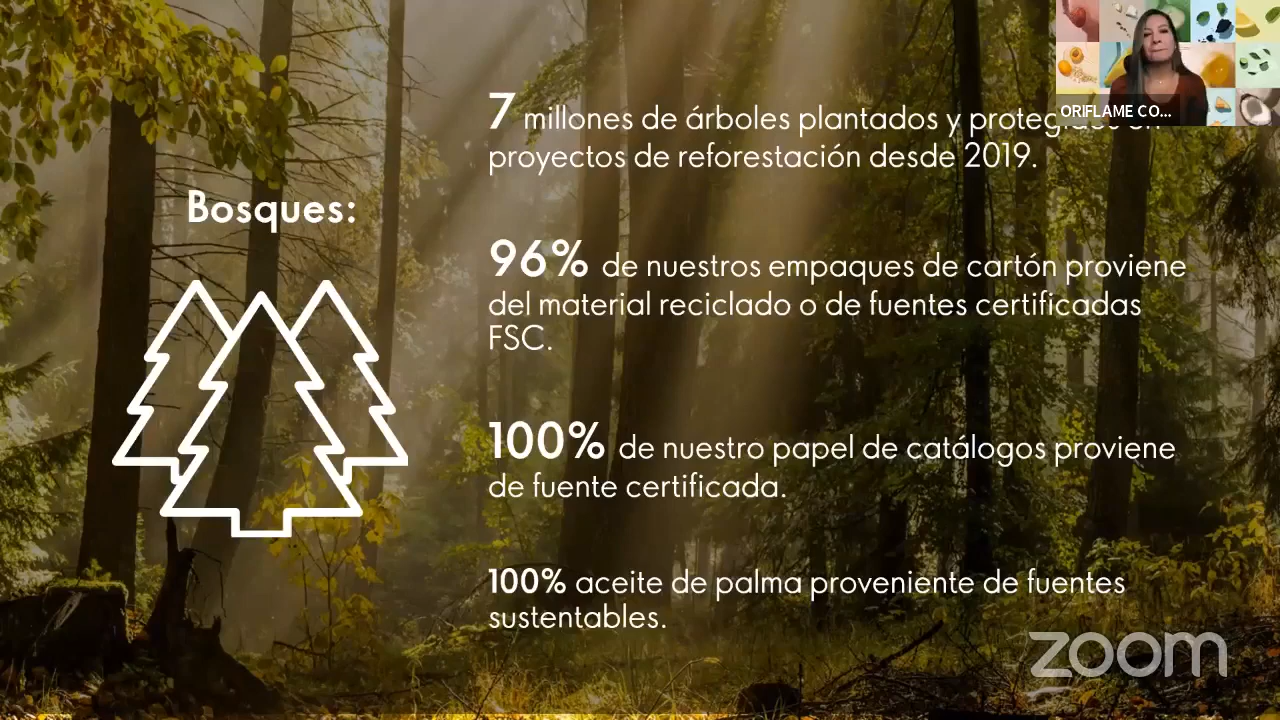 ORIFLAME CO...
7 millones de árboles plantados y
proyectos de reforestación desde 2019.
Bosques:
96% de nuestros empaques de cartón proviene
del material reciclado o de fuentes certificadas
FSC.
100% de nuestro papel de catálogos proviene
de fuente certificada.
100% aceite de palma proveniente de fuentes
sustentables.
zoom